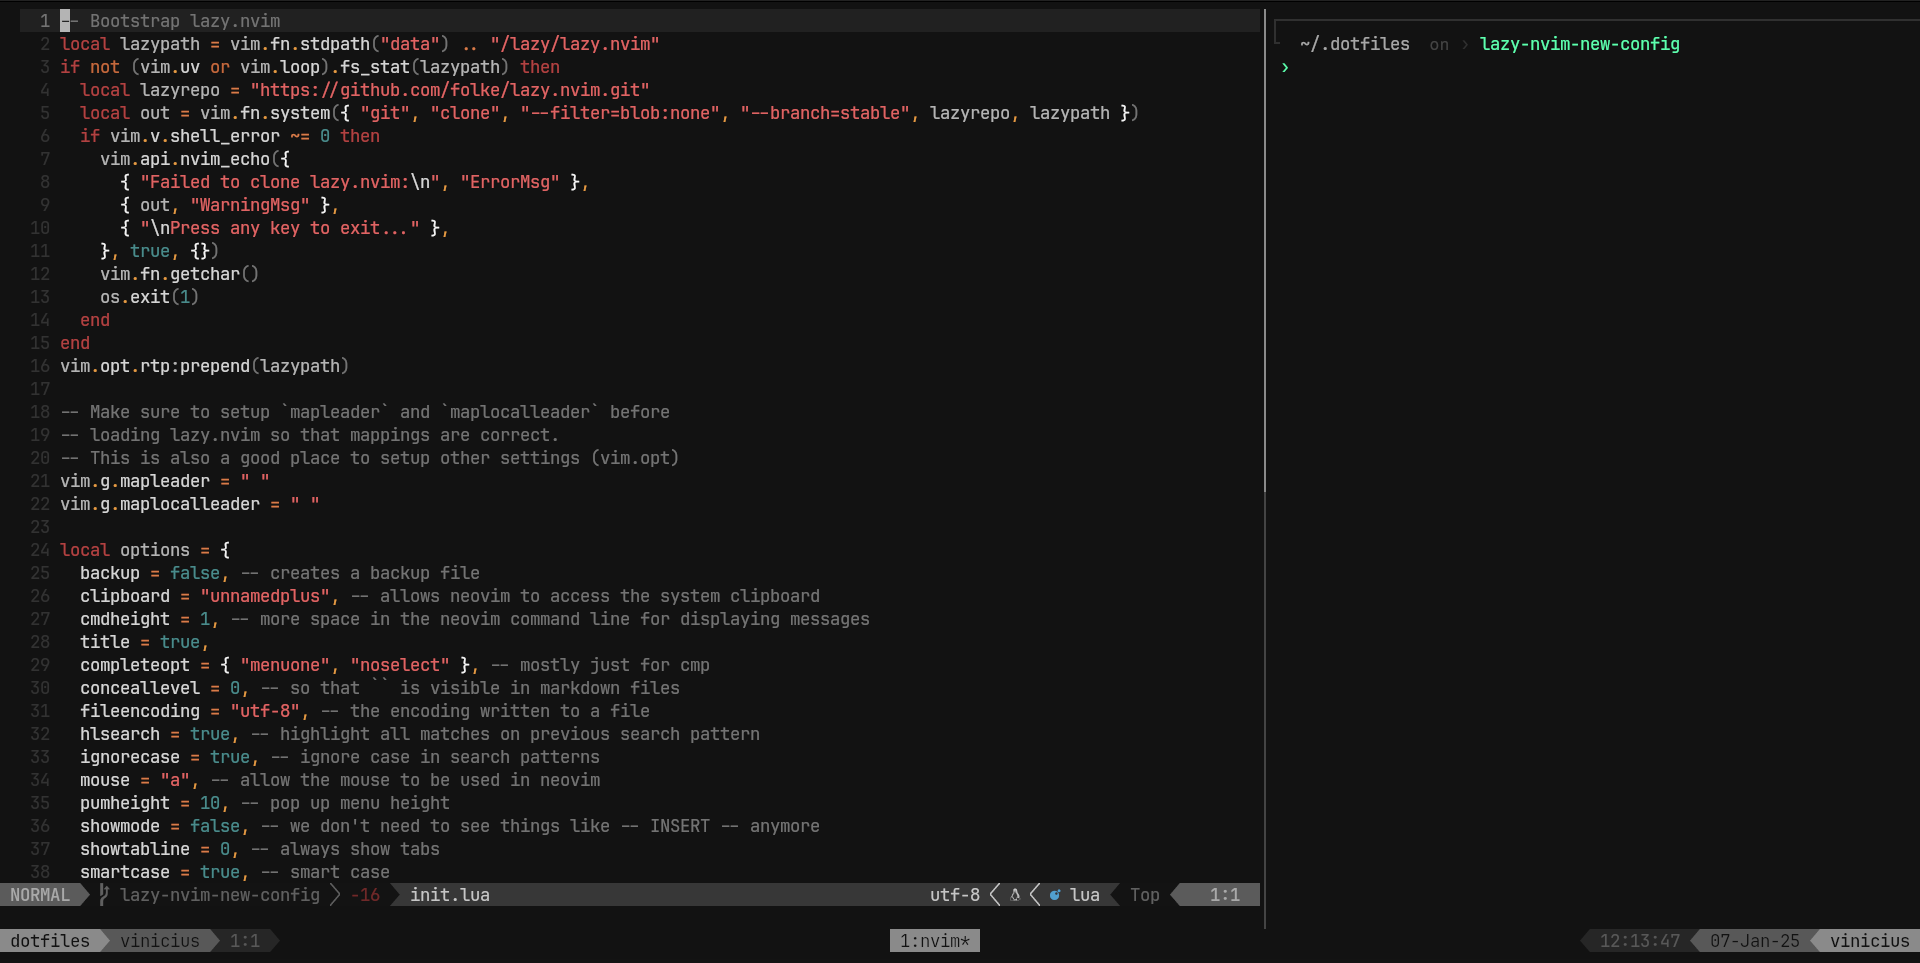 1 -- Bootstrap lazy.nvim
2 local lazypath = vim.fn.stdpath("data") .. "/lazy/lazy.nvim"
3 if not (vim.uv or vim.loop).fs_stat(lazypath) then
4   local lazyrepo = "https://github.com/folke/lazy.nvim.git"
5   local out = vim.fn.system({ "git", "clone", "--filter=blob:none", "--branch=stable", lazyrepo, lazypath })
6   if vim.v.shell_error ~= 0 then
7     vim.api.nvim_echo({
8       { "Failed to clone lazy.nvim:\n", "ErrorMsg" },
9       { out, "WarningMsg" },
10       { "\nPress any key to exit..." },
11     }, true, {})
12     vim.fn.getchar()
13     os.exit(1)
14   end
15 end
16 vim.opt.rtp:prepend(lazypath)
17
18 -- Make sure to setup `mapleader` and `maplocalleader` before
19 -- loading lazy.nvim so that mappings are correct.
20 -- This is also a good place to setup other settings (vim.opt)
21 vim.g.mapleader = " "
22 vim.g.maplocalleader = " "
23
24 local options = {
25   backup = false, -- creates a backup file
26   clipboard = "unnamedplus", -- allows neovim to access the system clipboard
27   cmdheight = 1, -- more space in the neovim command line for displaying messages
28   title = true,
29   completeopt = { "menuone", "noselect" }, -- mostly just for cmp
30   conceallevel = 0, -- so that `` is visible in markdown files
31   fileencoding = "utf-8", -- the encoding written to a file
32   hlsearch = true, -- highlight all matches on previous search pattern
33   ignorecase = true, -- ignore case in search patterns
34   mouse = "a", -- allow the mouse to be used in neovim
35   pumheight = 10, -- pop up menu height
36   showmode = false, -- we don't need to see things like -- INSERT -- anymore
37   showtabline = 0, -- always show tabs
38   smartcase = true, -- smart case
NORMAL lazy-nvim-new-config -16 init.lua utf-8 lua Top 1:1
~/.dotfiles on › lazy-nvim-new-config
›
dotfiles vinicius 1:1 1:nvim* 12:13:47 07-Jan-25 vinicius